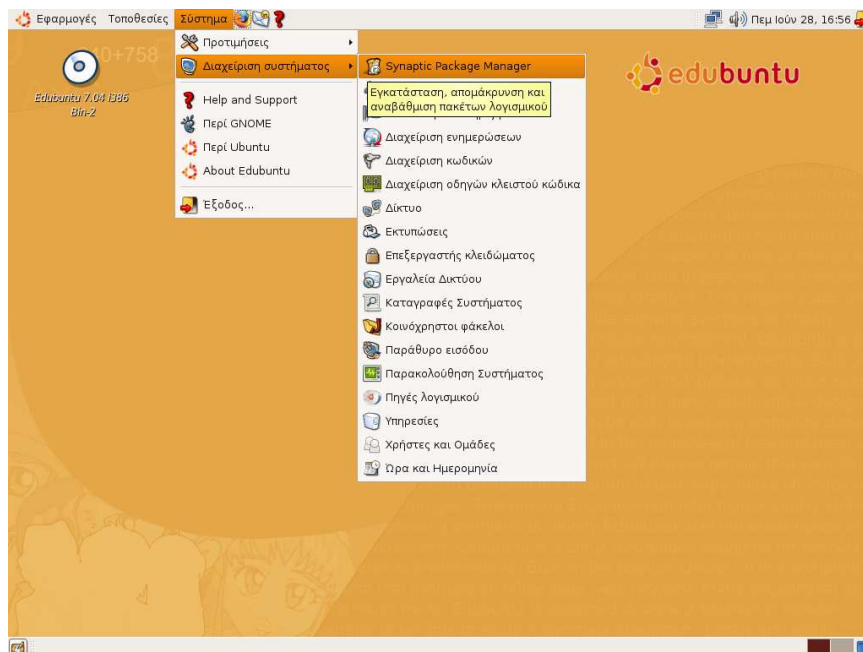 Εφαρμογές Τοποθεσίες Σύστημα
Πεμ Ιούν 28, 16:56
Edubuntu 7.04 i386
Bin-2
Προτιμήσεις
Διαχείριση συστήματος
Help and Support
Περί GNOME
Περί Ubuntu
About Edubuntu
Έξοδος...
Synaptic Package Manager
Εγκατάσταση, απομάκρυνση και
αναβάθμιση πακέτων λογισμικού
Διαχείριση ενημερώσεων
Διαχείριση κωδικών
Διαχείριση οδηγών κλειστού κώδικα
Δίκτυο
Εκτυπώσεις
Επεξεργαστής κλειδώματος
Εργαλεία Δικτύου
Καταγραφές Συστήματος
Κοινόχρηστοι φάκελοι
Παράθυρο εισόδου
Παρακολούθηση Συστήματος
Πηγές λογισμικού
Υπηρεσίες
Χρήστες και Ομάδες
Ώρα και Ημερομηνία
edubuntu